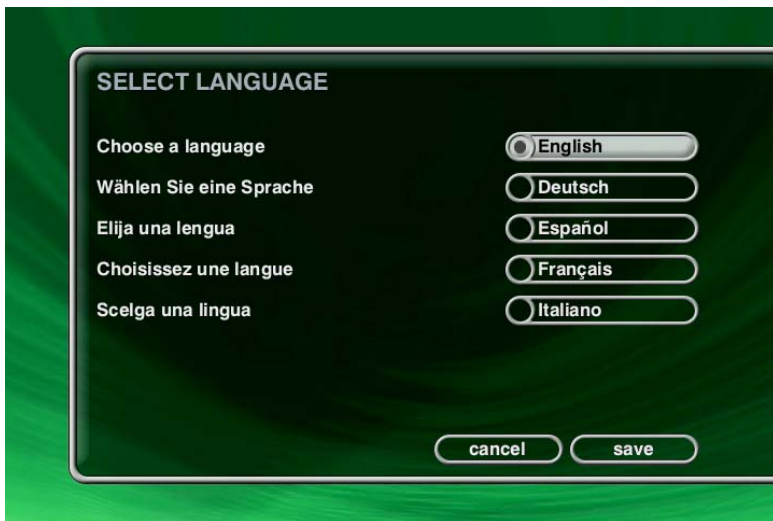 SELECT LANGUAGE
Choose a language English
Wählen Sie eine Sprache Deutsch
Elija una lengua Español
Choisissez une langue Français
Scelga una lingua Italiano
cancel save